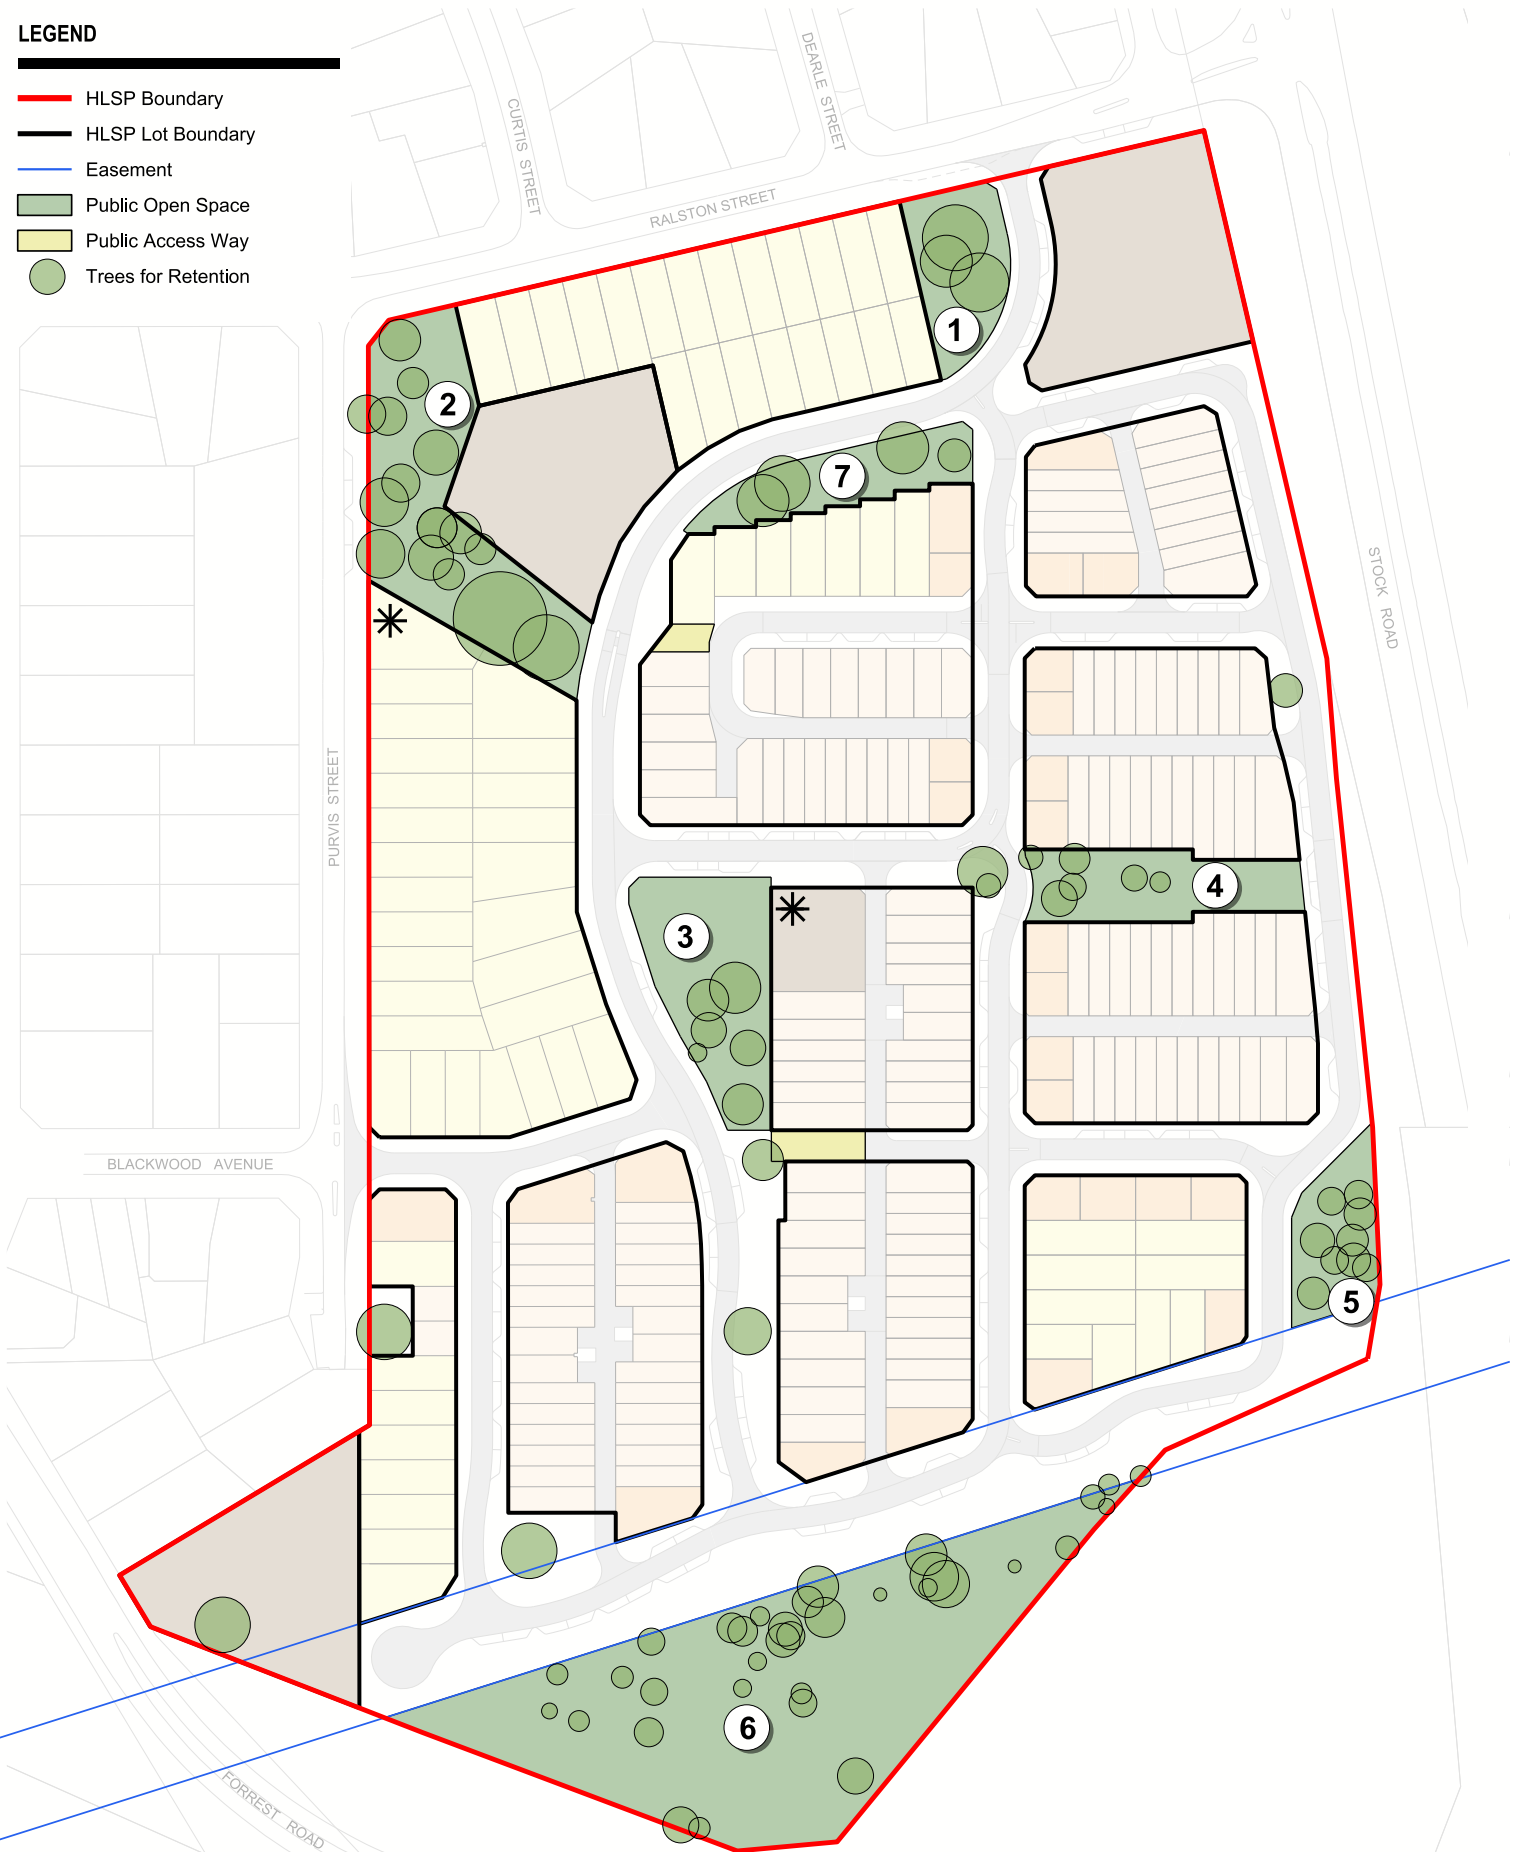 LEGEND
HLSP Boundary
HLSP Lot Boundary
Easement
Public Open Space
Public Access Way
Trees for Retention
CURTIS STREET
DEARLE STREET
RALSTON STREET
1
2
7
STOCK ROAD
PURVIS STREET
4
3
BLACKWOOD AVENUE
5
6
FORREST ROAD